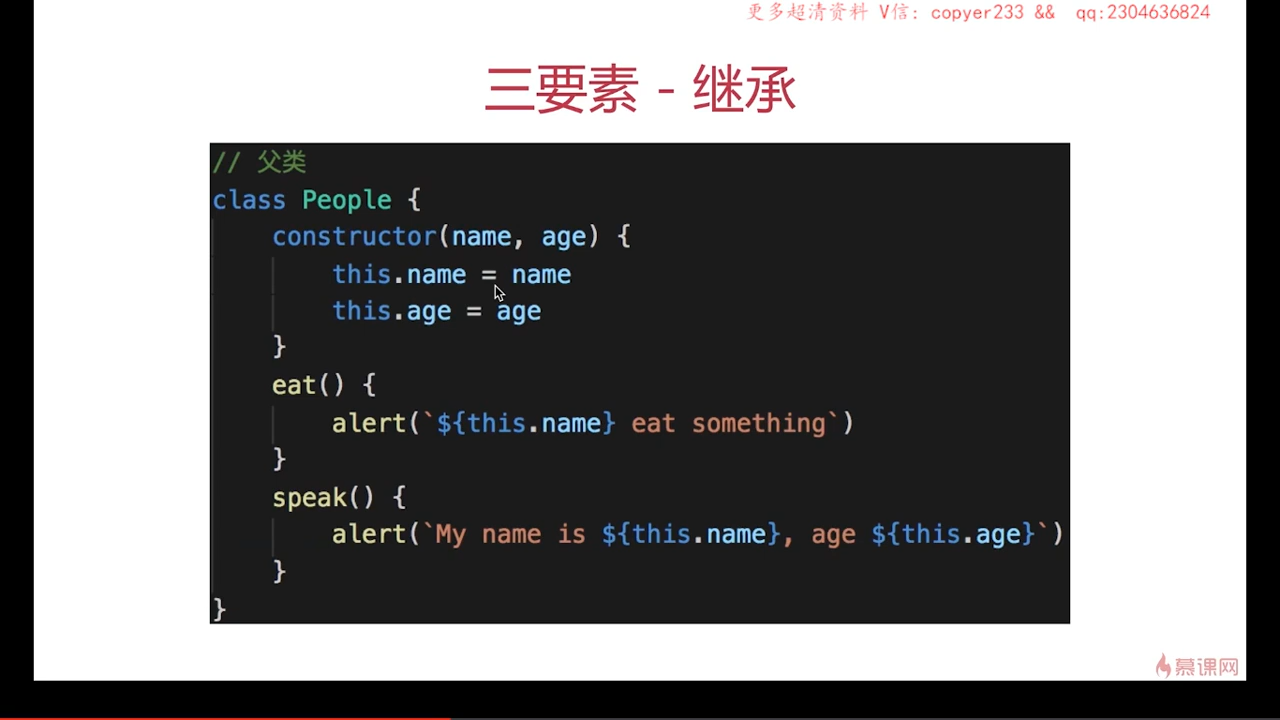 更多超清资料 V信: copyer233 &&  qq:2304636824
三要素 - 继承
// 父类
class People {
    constructor(name, age) {
        this.name = name
        this.age = age
    }
    eat() {
        alert(`${this.name} eat something`)
    }
    speak() {
        alert(`My name is ${this.name}, age ${this.age}`)
    }
}
慕课网